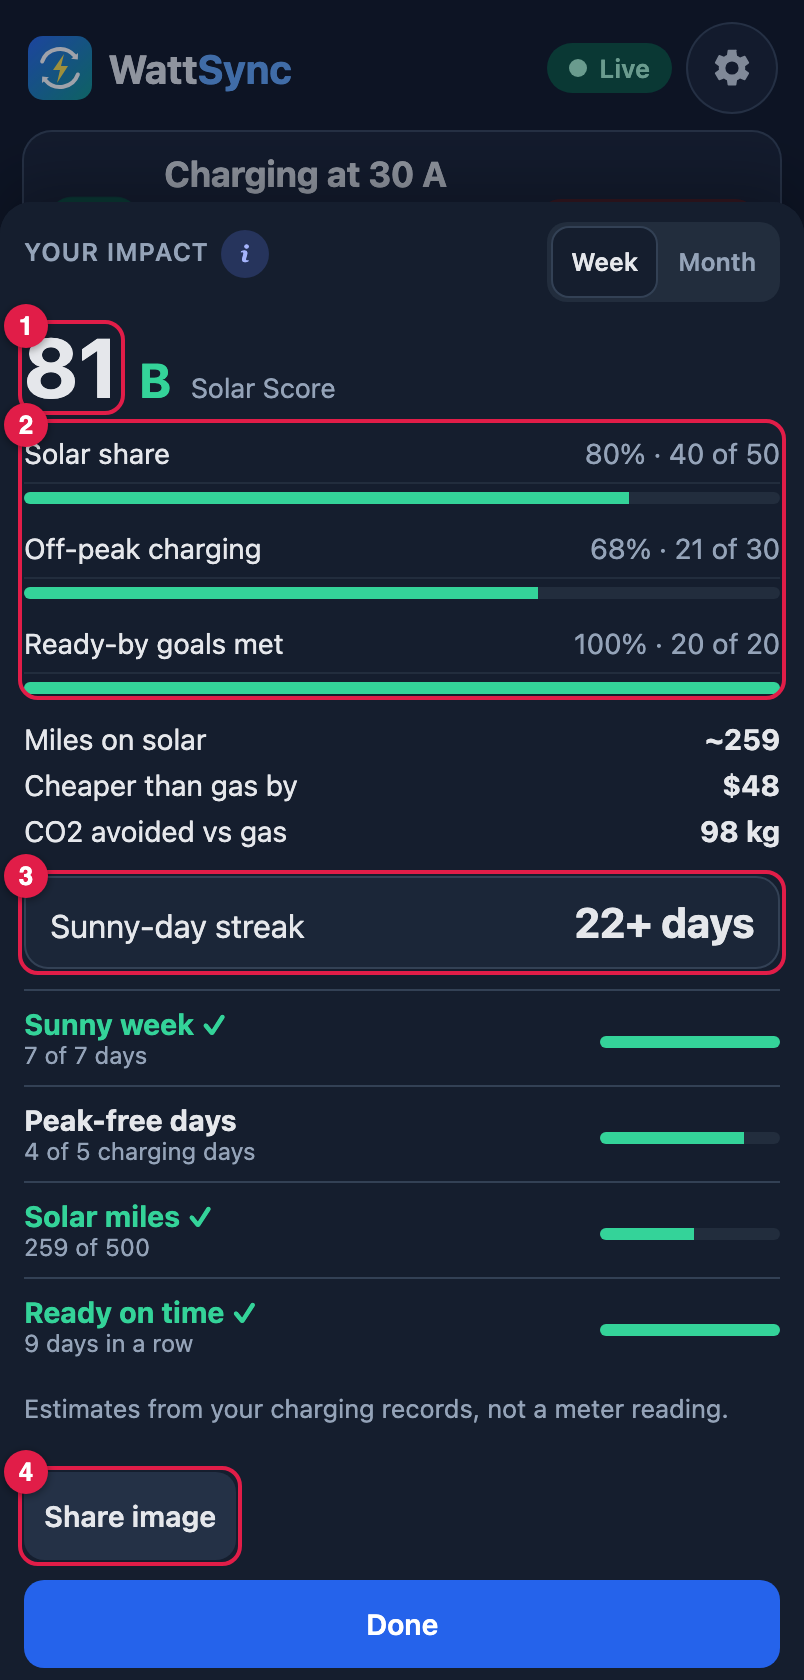 WattSync
Live
Charging at 30 A
YOUR IMPACT
i
Week
Month
1
81 B Solar Score
2
Solar share 80% · 40 of 50
Off-peak charging 68% · 21 of 30
Ready-by goals met 100% · 20 of 20
Miles on solar ~259
Cheaper than gas by $48
CO2 avoided vs gas 98 kg
3
Sunny-day streak 22+ days
Sunny week ✓
7 of 7 days
Peak-free days
4 of 5 charging days
Solar miles ✓
259 of 500
Ready on time ✓
9 days in a row
Estimates from your charging records, not a meter reading.
4
Share image
Done